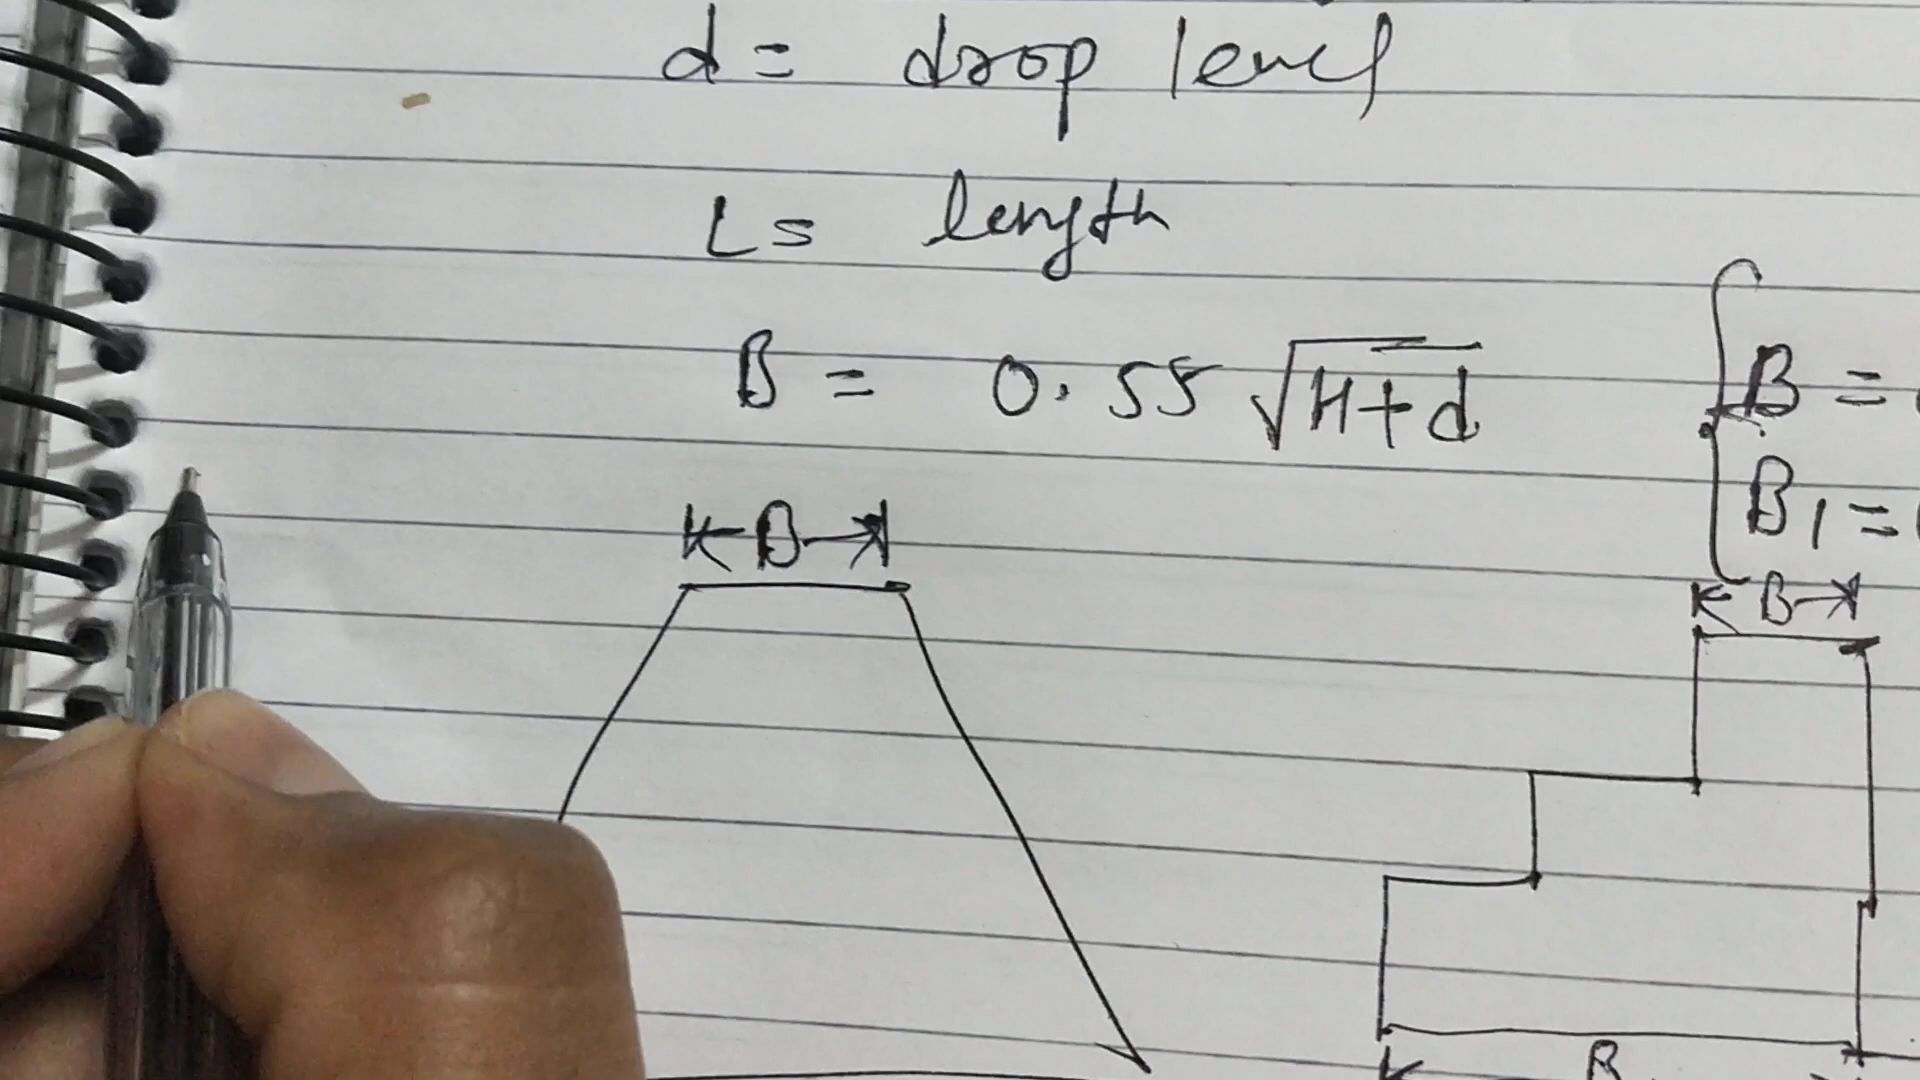 d = drop level
L = length
B = 0.55 √H+d
B =
B1 =
B
B
B